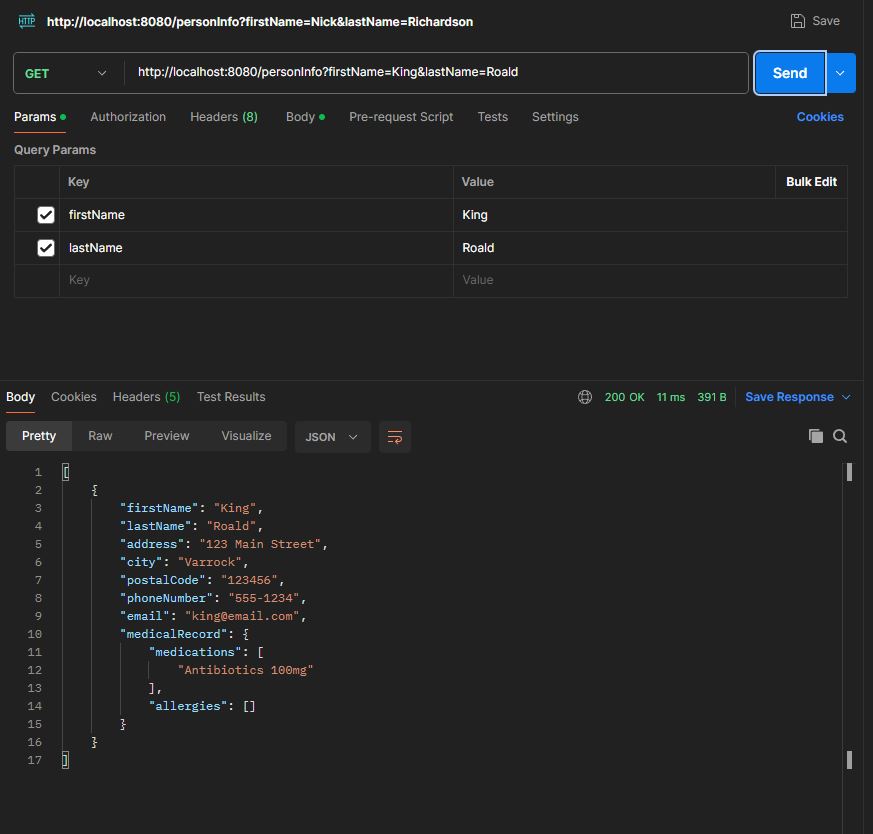 HTTP http://localhost:8080/personInfo?firstName=Nick&lastName=Richardson Save
GET http://localhost:8080/personInfo?firstName=King&lastName=Roald Send
Params Authorization Headers (8) Body Pre-request Script Tests Settings Cookies
Query Params
Key Value Bulk Edit
firstName King
lastName Roald
Key Value
Body Cookies Headers (5) Test Results 200 OK 11 ms 391 B Save Response
Pretty Raw Preview Visualize JSON
1 [
2 {
3 "firstName": "King",
4 "lastName": "Roald",
5 "address": "123 Main Street",
6 "city": "Varrock",
7 "postalCode": "123456",
8 "phoneNumber": "555-1234",
9 "email": "king@email.com",
10 "medicalRecord": {
11 "medications": [
12 "Antibiotics 100mg"
13 ],
14 "allergies": []
15 }
16 }
17 ]